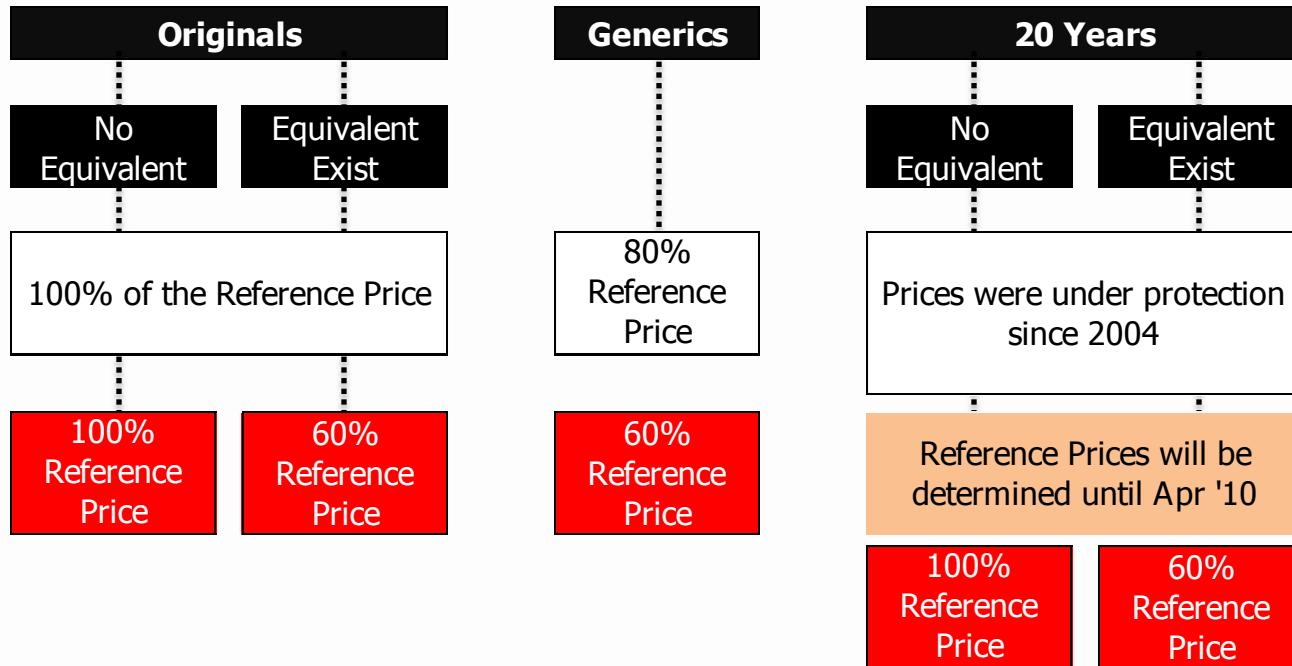 Originals
No
Equivalent
Equivalent
Exist
100% of the Reference Price
100%
Reference
Price
60%
Reference
Price
Generics
80%
Reference
Price
60%
Reference
Price
20 Years
No
Equivalent
Equivalent
Exist
Prices were under protection
since 2004
Reference Prices will be
determined until Apr '10
100%
Reference
Price
60%
Reference
Price